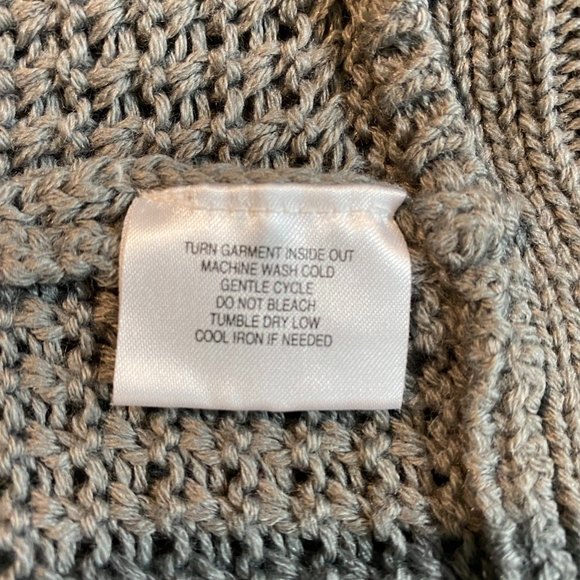 TURN GARMENT INSIDE OUT
MACHINE WASH COLD
GENTLE CYCLE
DO NOT BLEACH
TUMBLE DRY LOW
COOL IRON IF NEEDED